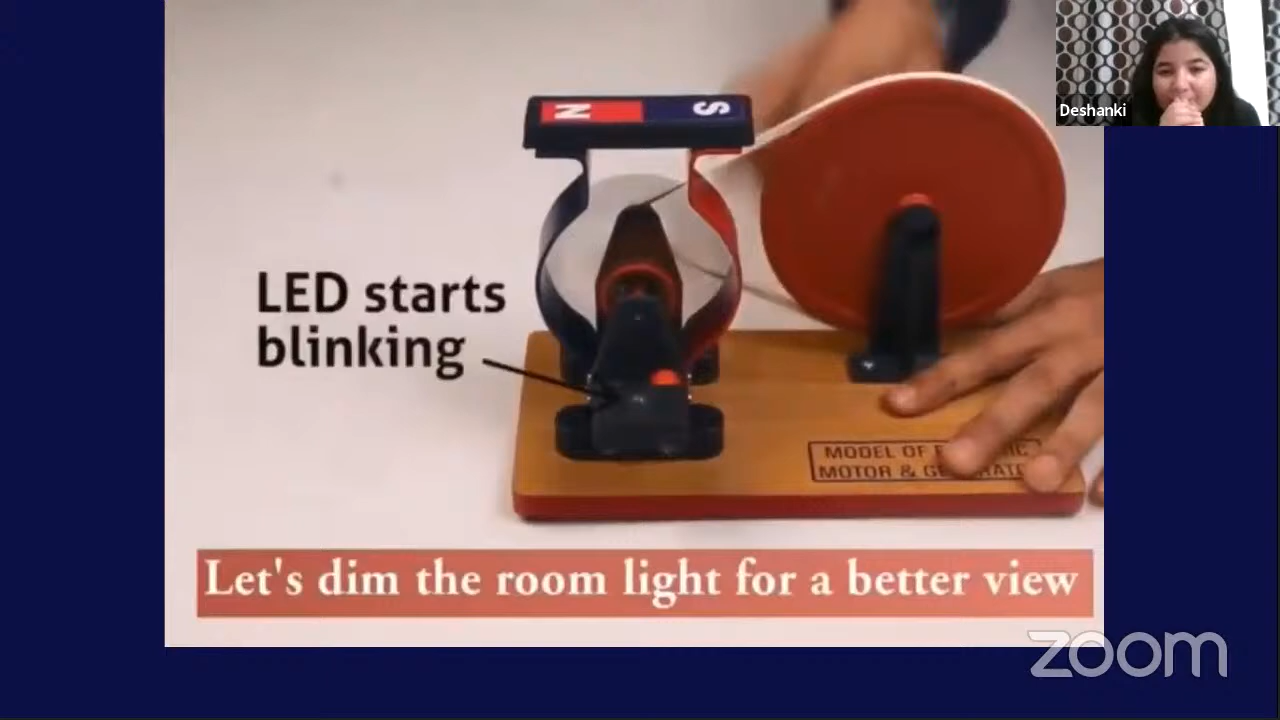 N S
Deshanki
LED starts
blinking
MODEL OF
MOTOR &
Let's dim the room light for a better view
zoom